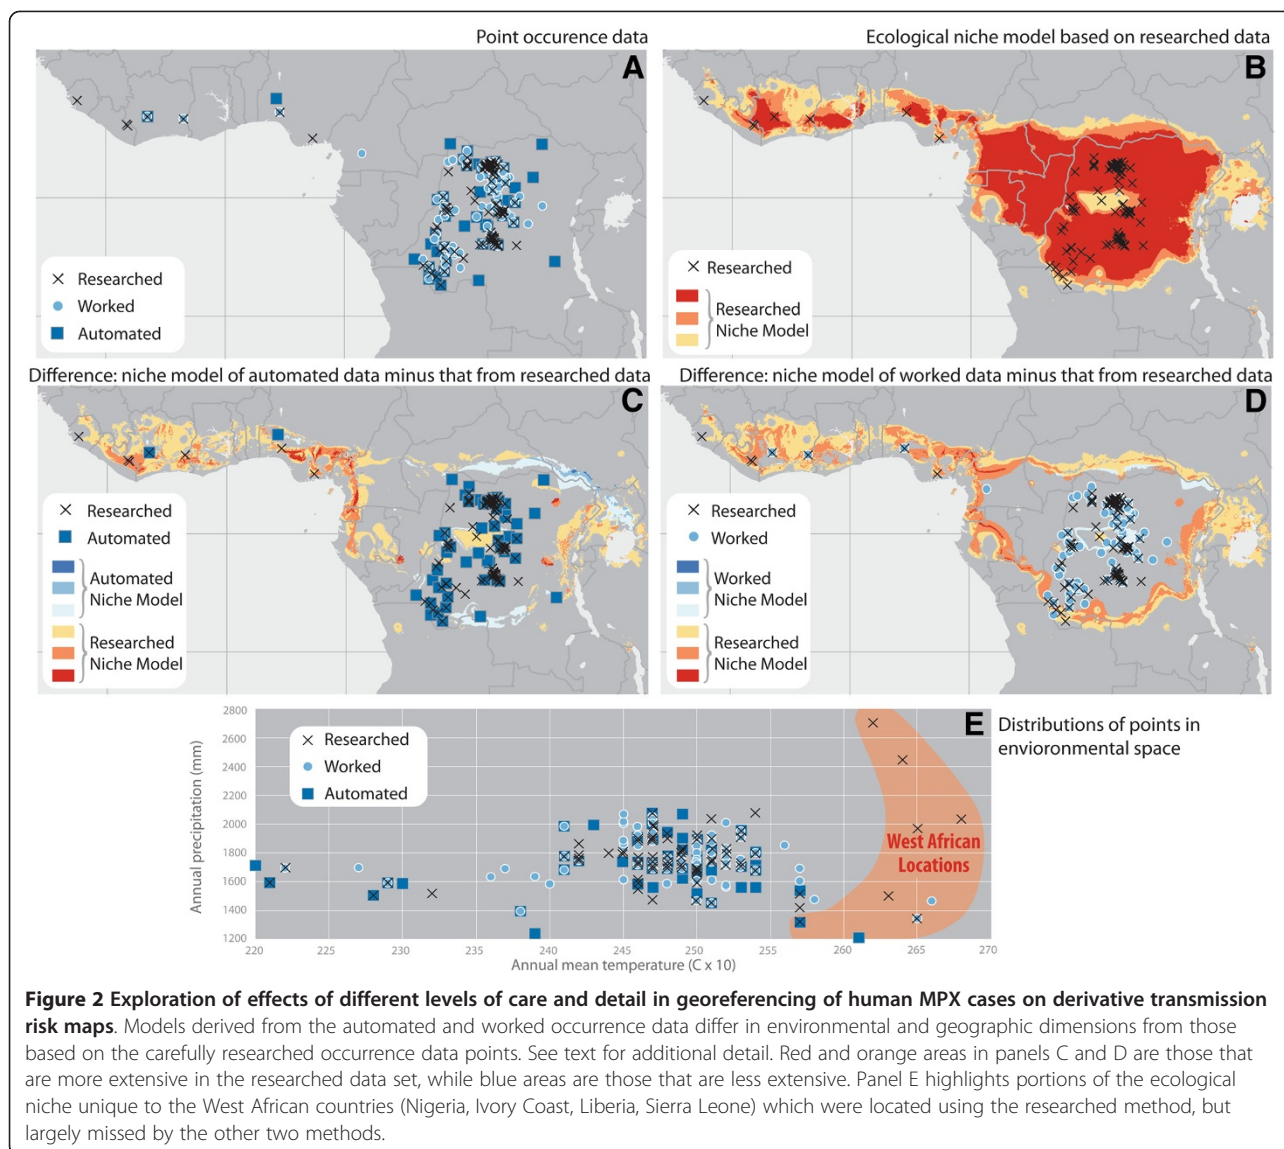 Point occurence data
A
Researched
Worked
Automated
Ecological niche model based on researched data
B
Researched
Researched
Niche Model
Difference: niche model of automated data minus that from researched data
C
Researched
Automated
Automated
Niche Model
Researched
Niche Model
Difference: niche model of worked data minus that from researched data
D
Researched
Worked
Worked
Niche Model
Researched
Niche Model
E
Distributions of points in
envioronmental space
Researched
Worked
Automated
West African
Locations
Annual precipitation (mm)
2800
2600
2400
2200
2000
1800
1600
1400
1200
220
225
230
235
240
245
250
255
260
265
270
Annual mean temperature (C x 10)
Figure 2 Exploration of effects of different levels of care and detail in georeferencing of human MPX cases on derivative transmission
risk maps. Models derived from the automated and worked occurrence data differ in environmental and geographic dimensions from those
based on the carefully researched occurrence data points. See text for additional detail. Red and orange areas in panels C and D are those that
are more extensive in the researched data set, while blue areas are those that are less extensive. Panel E highlights portions of the ecological
niche unique to the West African countries (Nigeria, Ivory Coast, Liberia, Sierra Leone) which were located using the researched method, but
largely missed by the other two methods.